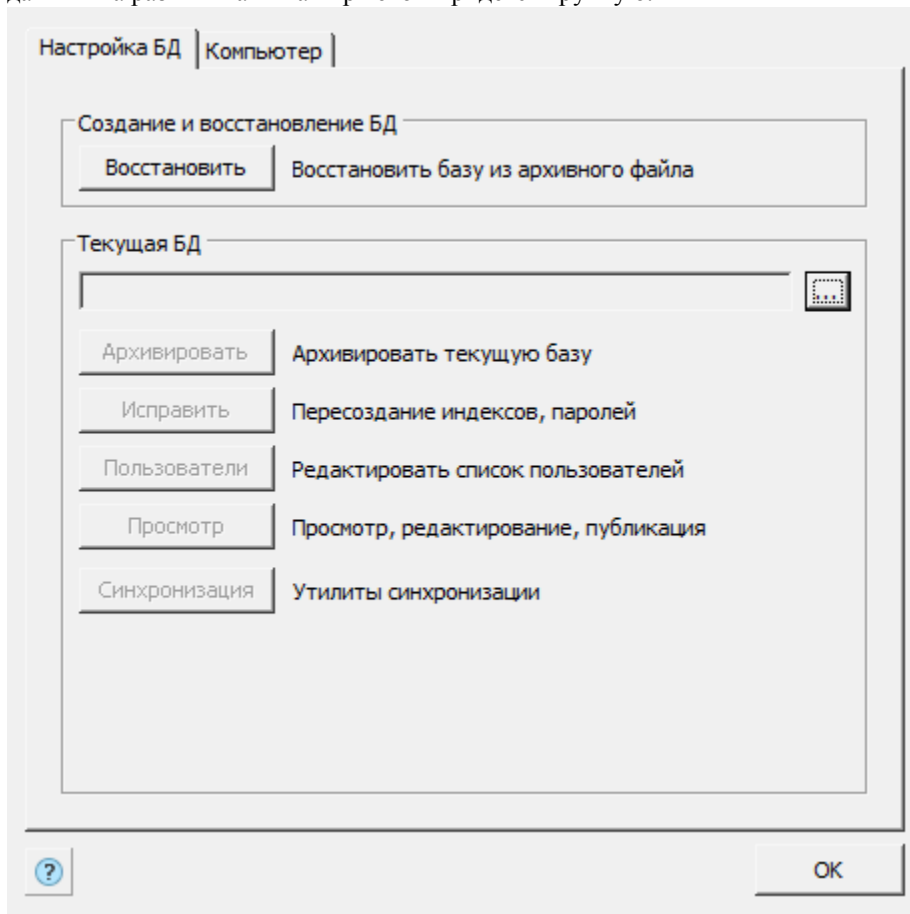 Настройка БД
Компьютер
Создание и восстановление БД
Восстановить Восстановить базу из архивного файла
Текущая БД
...
Архивировать Архивировать текущую базу
Исправить Пересоздание индексов, паролей
Пользователи Редактировать список пользователей
Просмотр Просмотр, редактирование, публикация
Синхронизация Утилиты синхронизации
?
OK